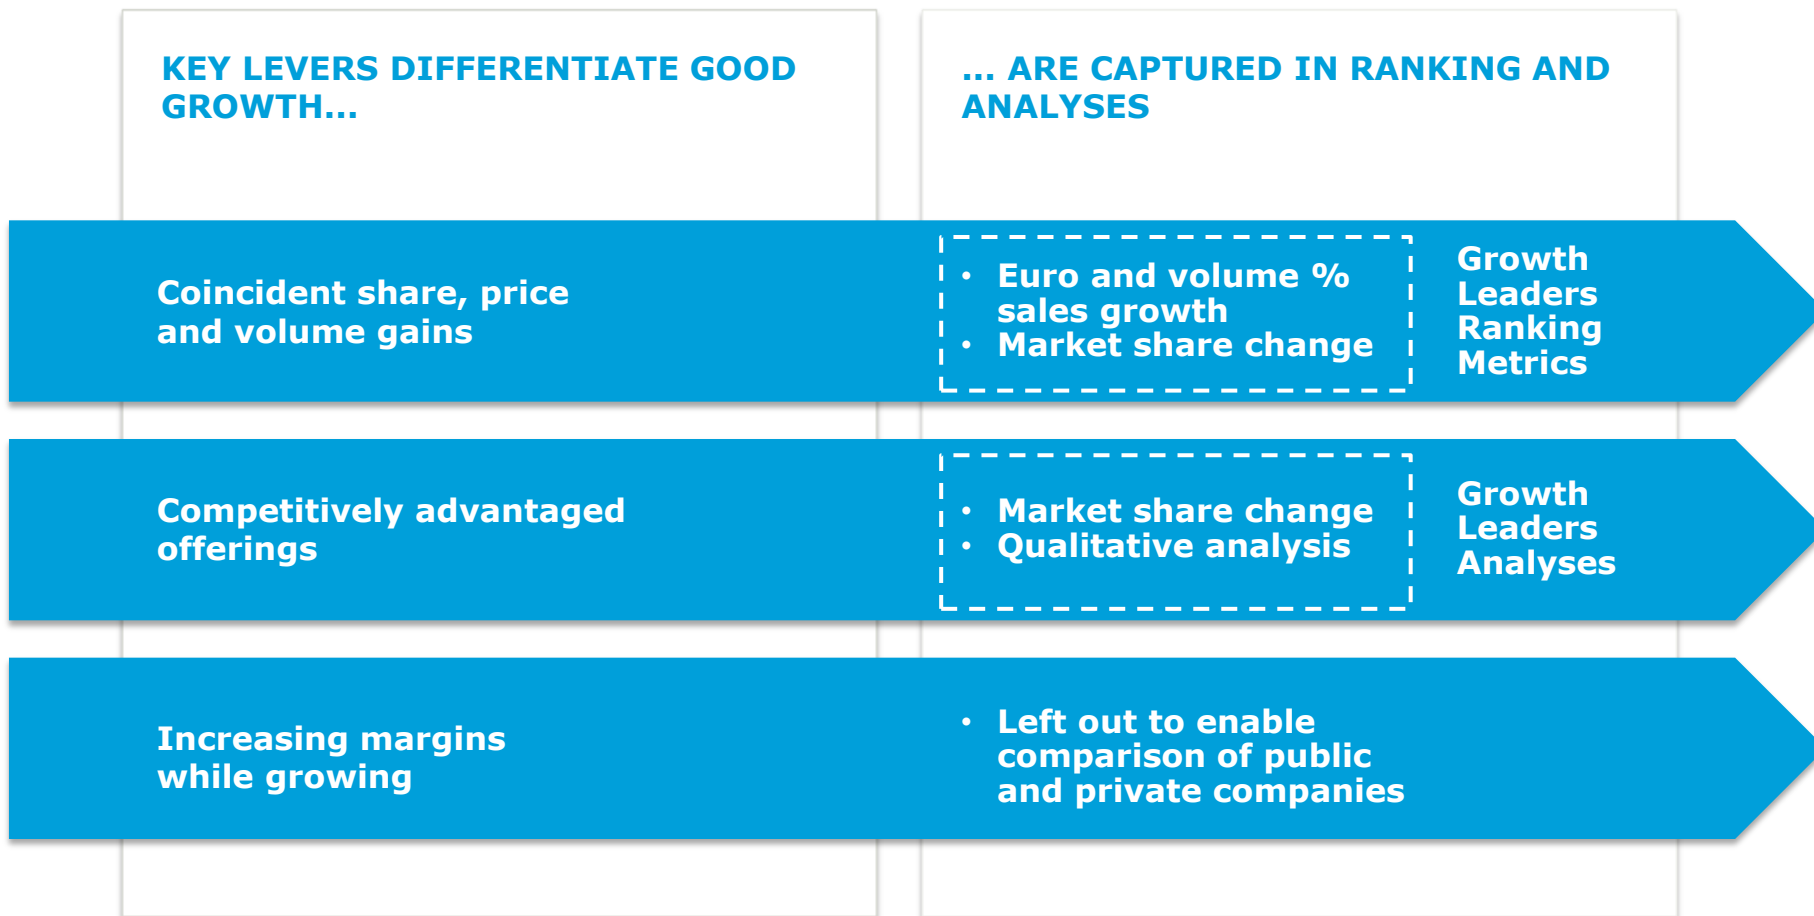 KEY LEVERS DIFFERENTIATE GOOD
GROWTH...
... ARE CAPTURED IN RANKING AND
ANALYSES
Coincident share, price
and volume gains
• Euro and volume %
sales growth
• Market share change
Growth
Leaders
Ranking
Metrics
Competitively advantaged
offerings
• Market share change
• Qualitative analysis
Growth
Leaders
Analyses
Increasing margins
while growing
• Left out to enable
comparison of public
and private companies